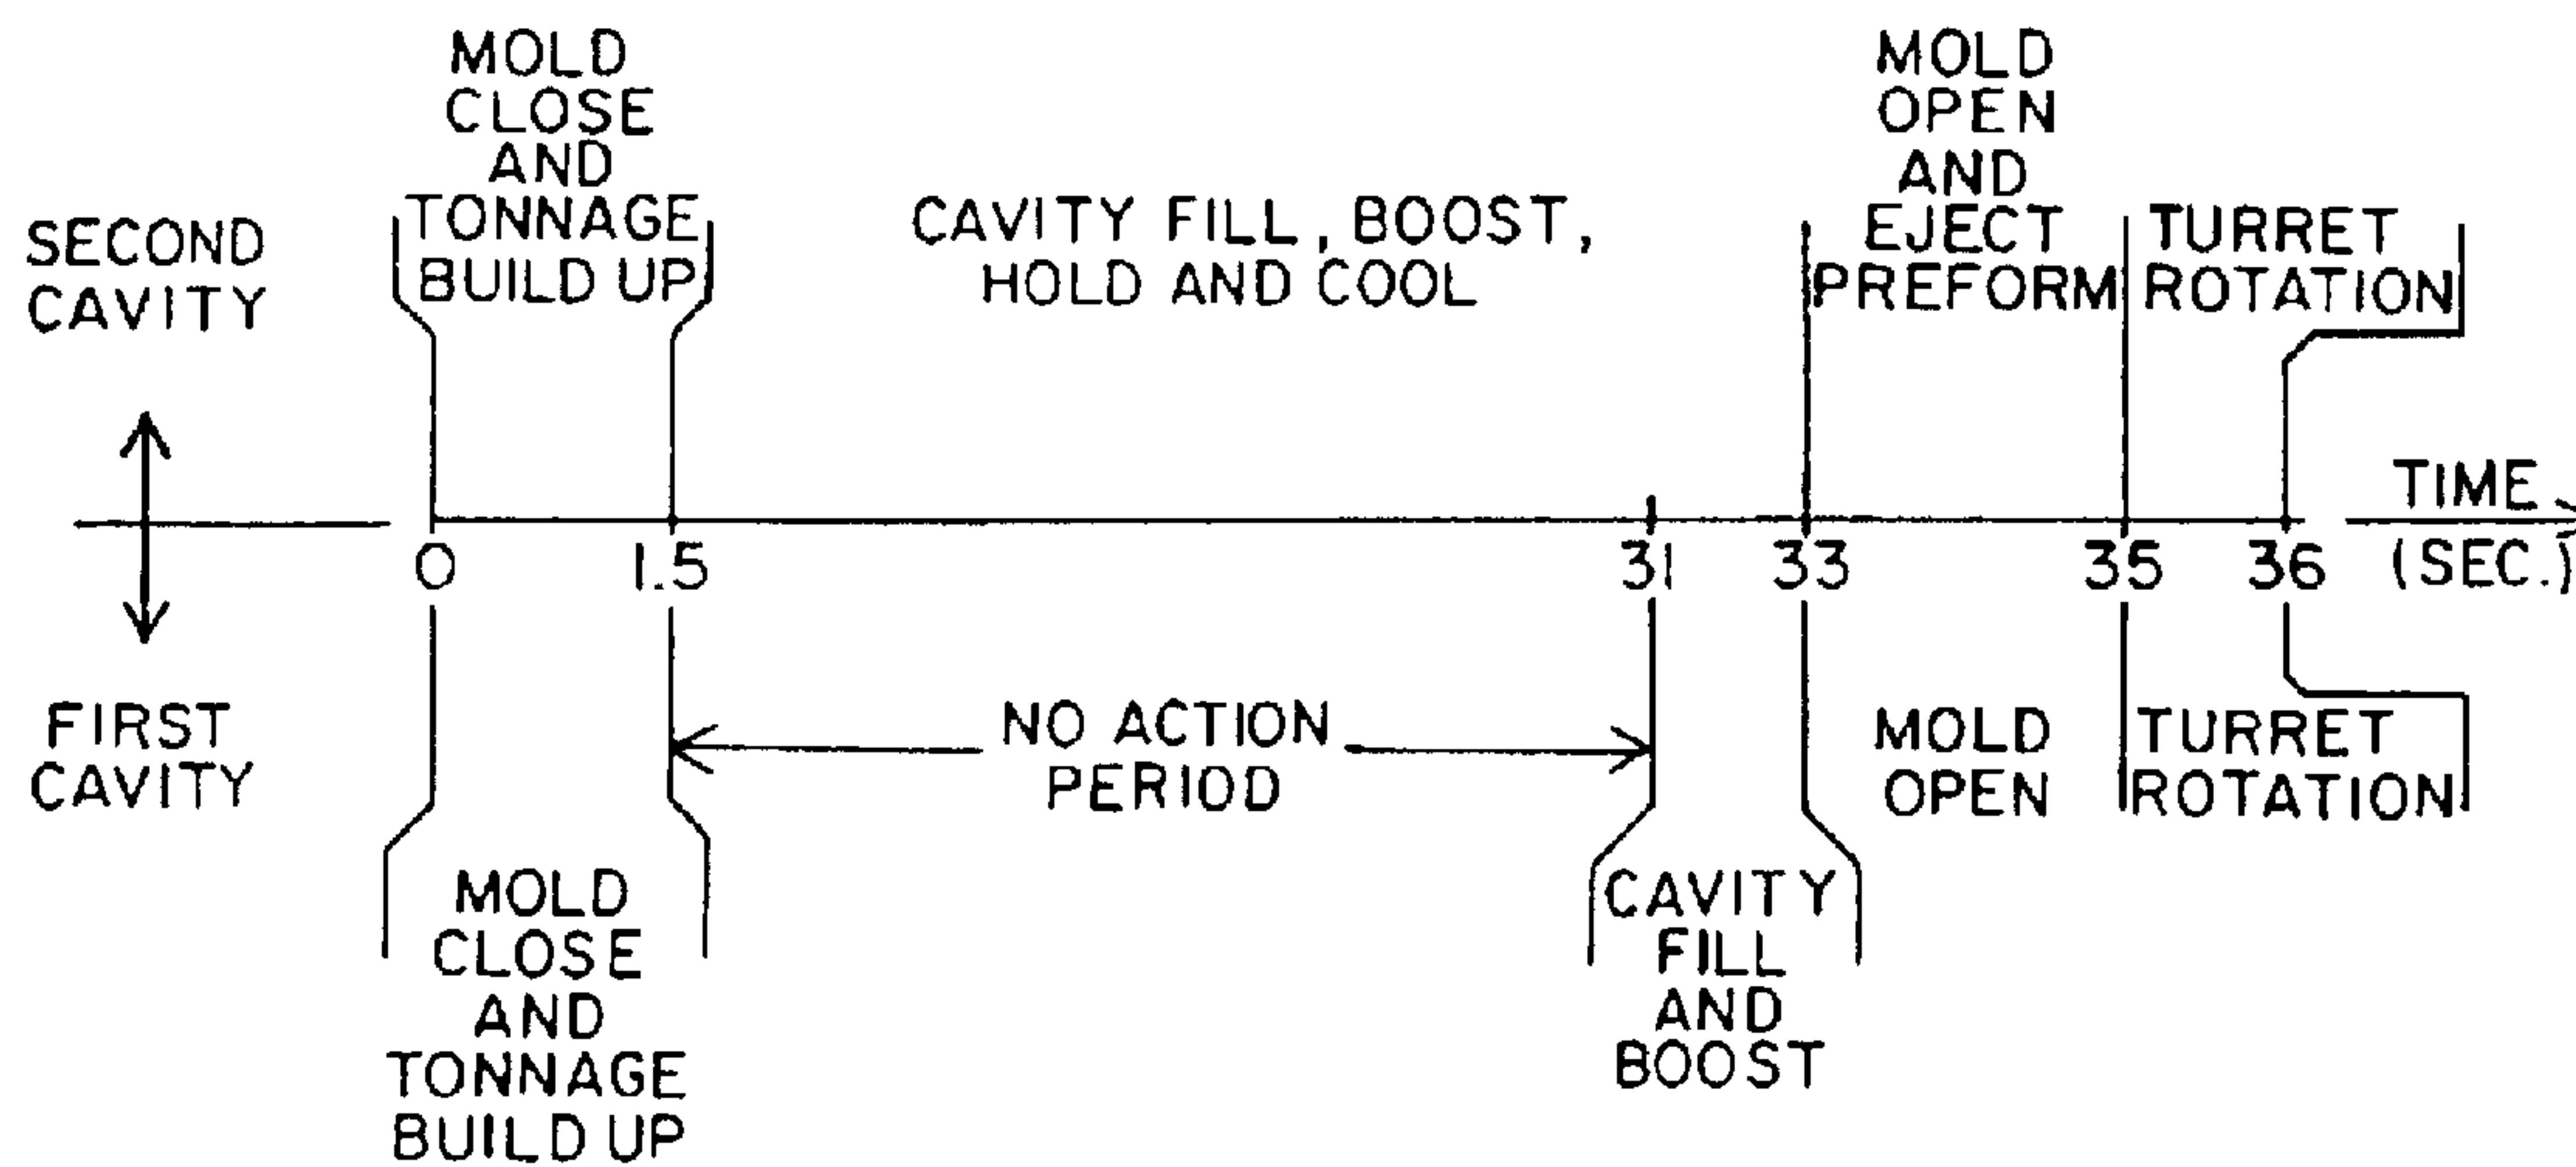 MOLD
CLOSE
AND
TONNAGE
BUILD UP
MOLD
OPEN
AND
EJECT
PREFORM
SECOND
CAVITY
CAVITY FILL, BOOST,
HOLD AND COOL
TURRET
ROTATION
TIME
(SEC.)
0
1.5
31
33
35
36
FIRST
CAVITY
NO ACTION
PERIOD
MOLD
OPEN
TURRET
ROTATION
MOLD
CLOSE
AND
TONNAGE
BUILD UP
CAVITY
FILL
AND
BOOST